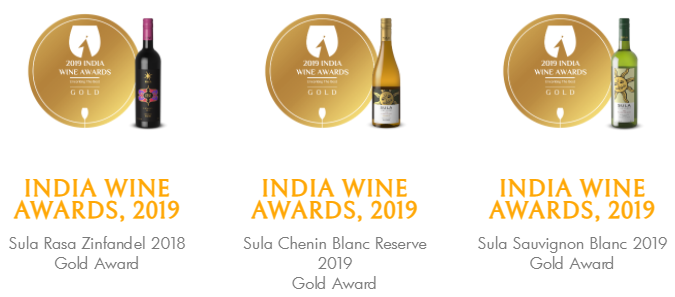 2019 INDIA
WINE AWARDS
GOLD
2019 INDIA
WINE AWARDS
GOLD
SULA
2019 INDIA
WINE AWARDS
GOLD
SULA
INDIA WINE
AWARDS, 2019
Sula Rasa Zinfandel 2018
Gold Award
INDIA WINE
AWARDS, 2019
Sula Chenin Blanc Reserve
2019
Gold Award
INDIA WINE
AWARDS, 2019
Sula Sauvignon Blanc 2019
Gold Award